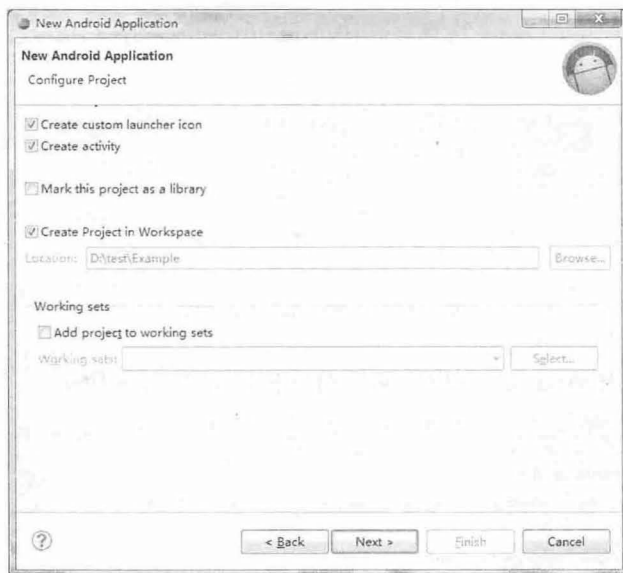 New Android Application
New Android Application
Configure Project
Create custom launcher icon
Create activity
Mark this project as a library
Create Project in Workspace
Location: D:\test\Example Browse...
Working sets
Add project to working sets
Working sets: Select...
< Back Next > Finish Cancel